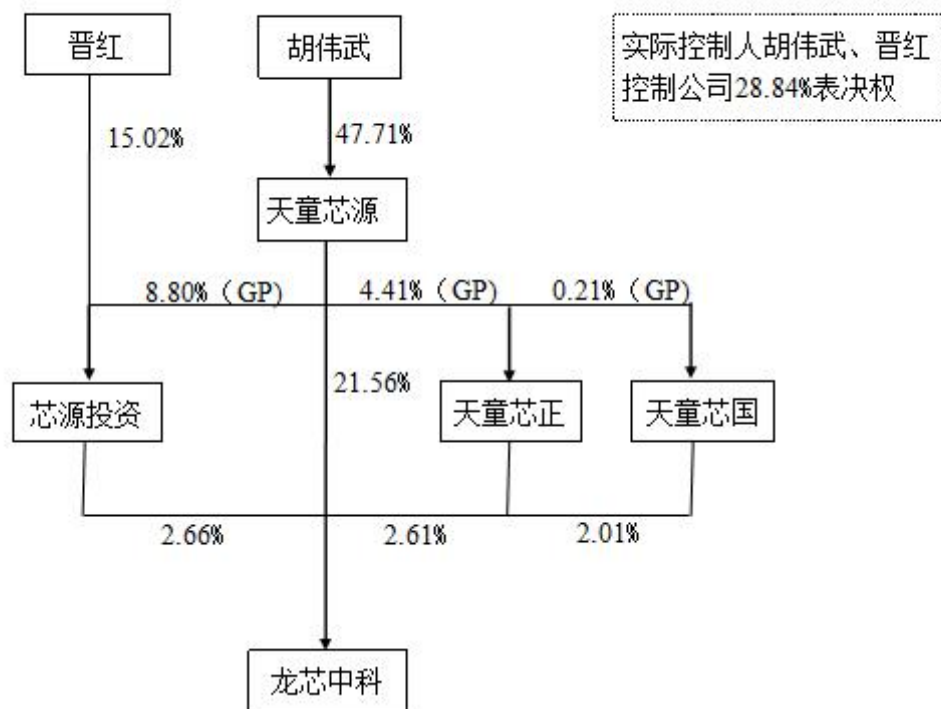 晋红
胡伟武
实际控制人胡伟武、晋红
控制公司28.84%表决权
15.02%
47.71%
天童芯源
8.80%（GP)
4.41%（GP)
0.21%（GP)
21.56%
芯源投资
天童芯正
天童芯国
2.66%
2.61%
2.01%
龙芯中科